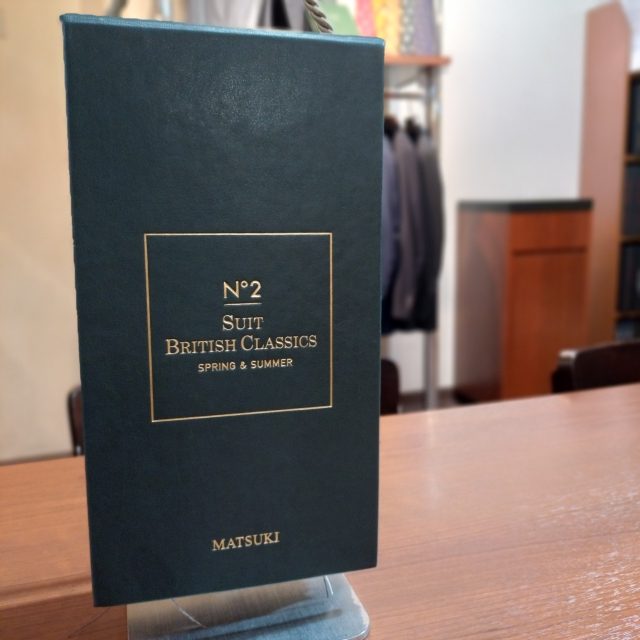 N°2
SUIT
BRITISH CLASSICS
SPRING & SUMMER
MATSUKI